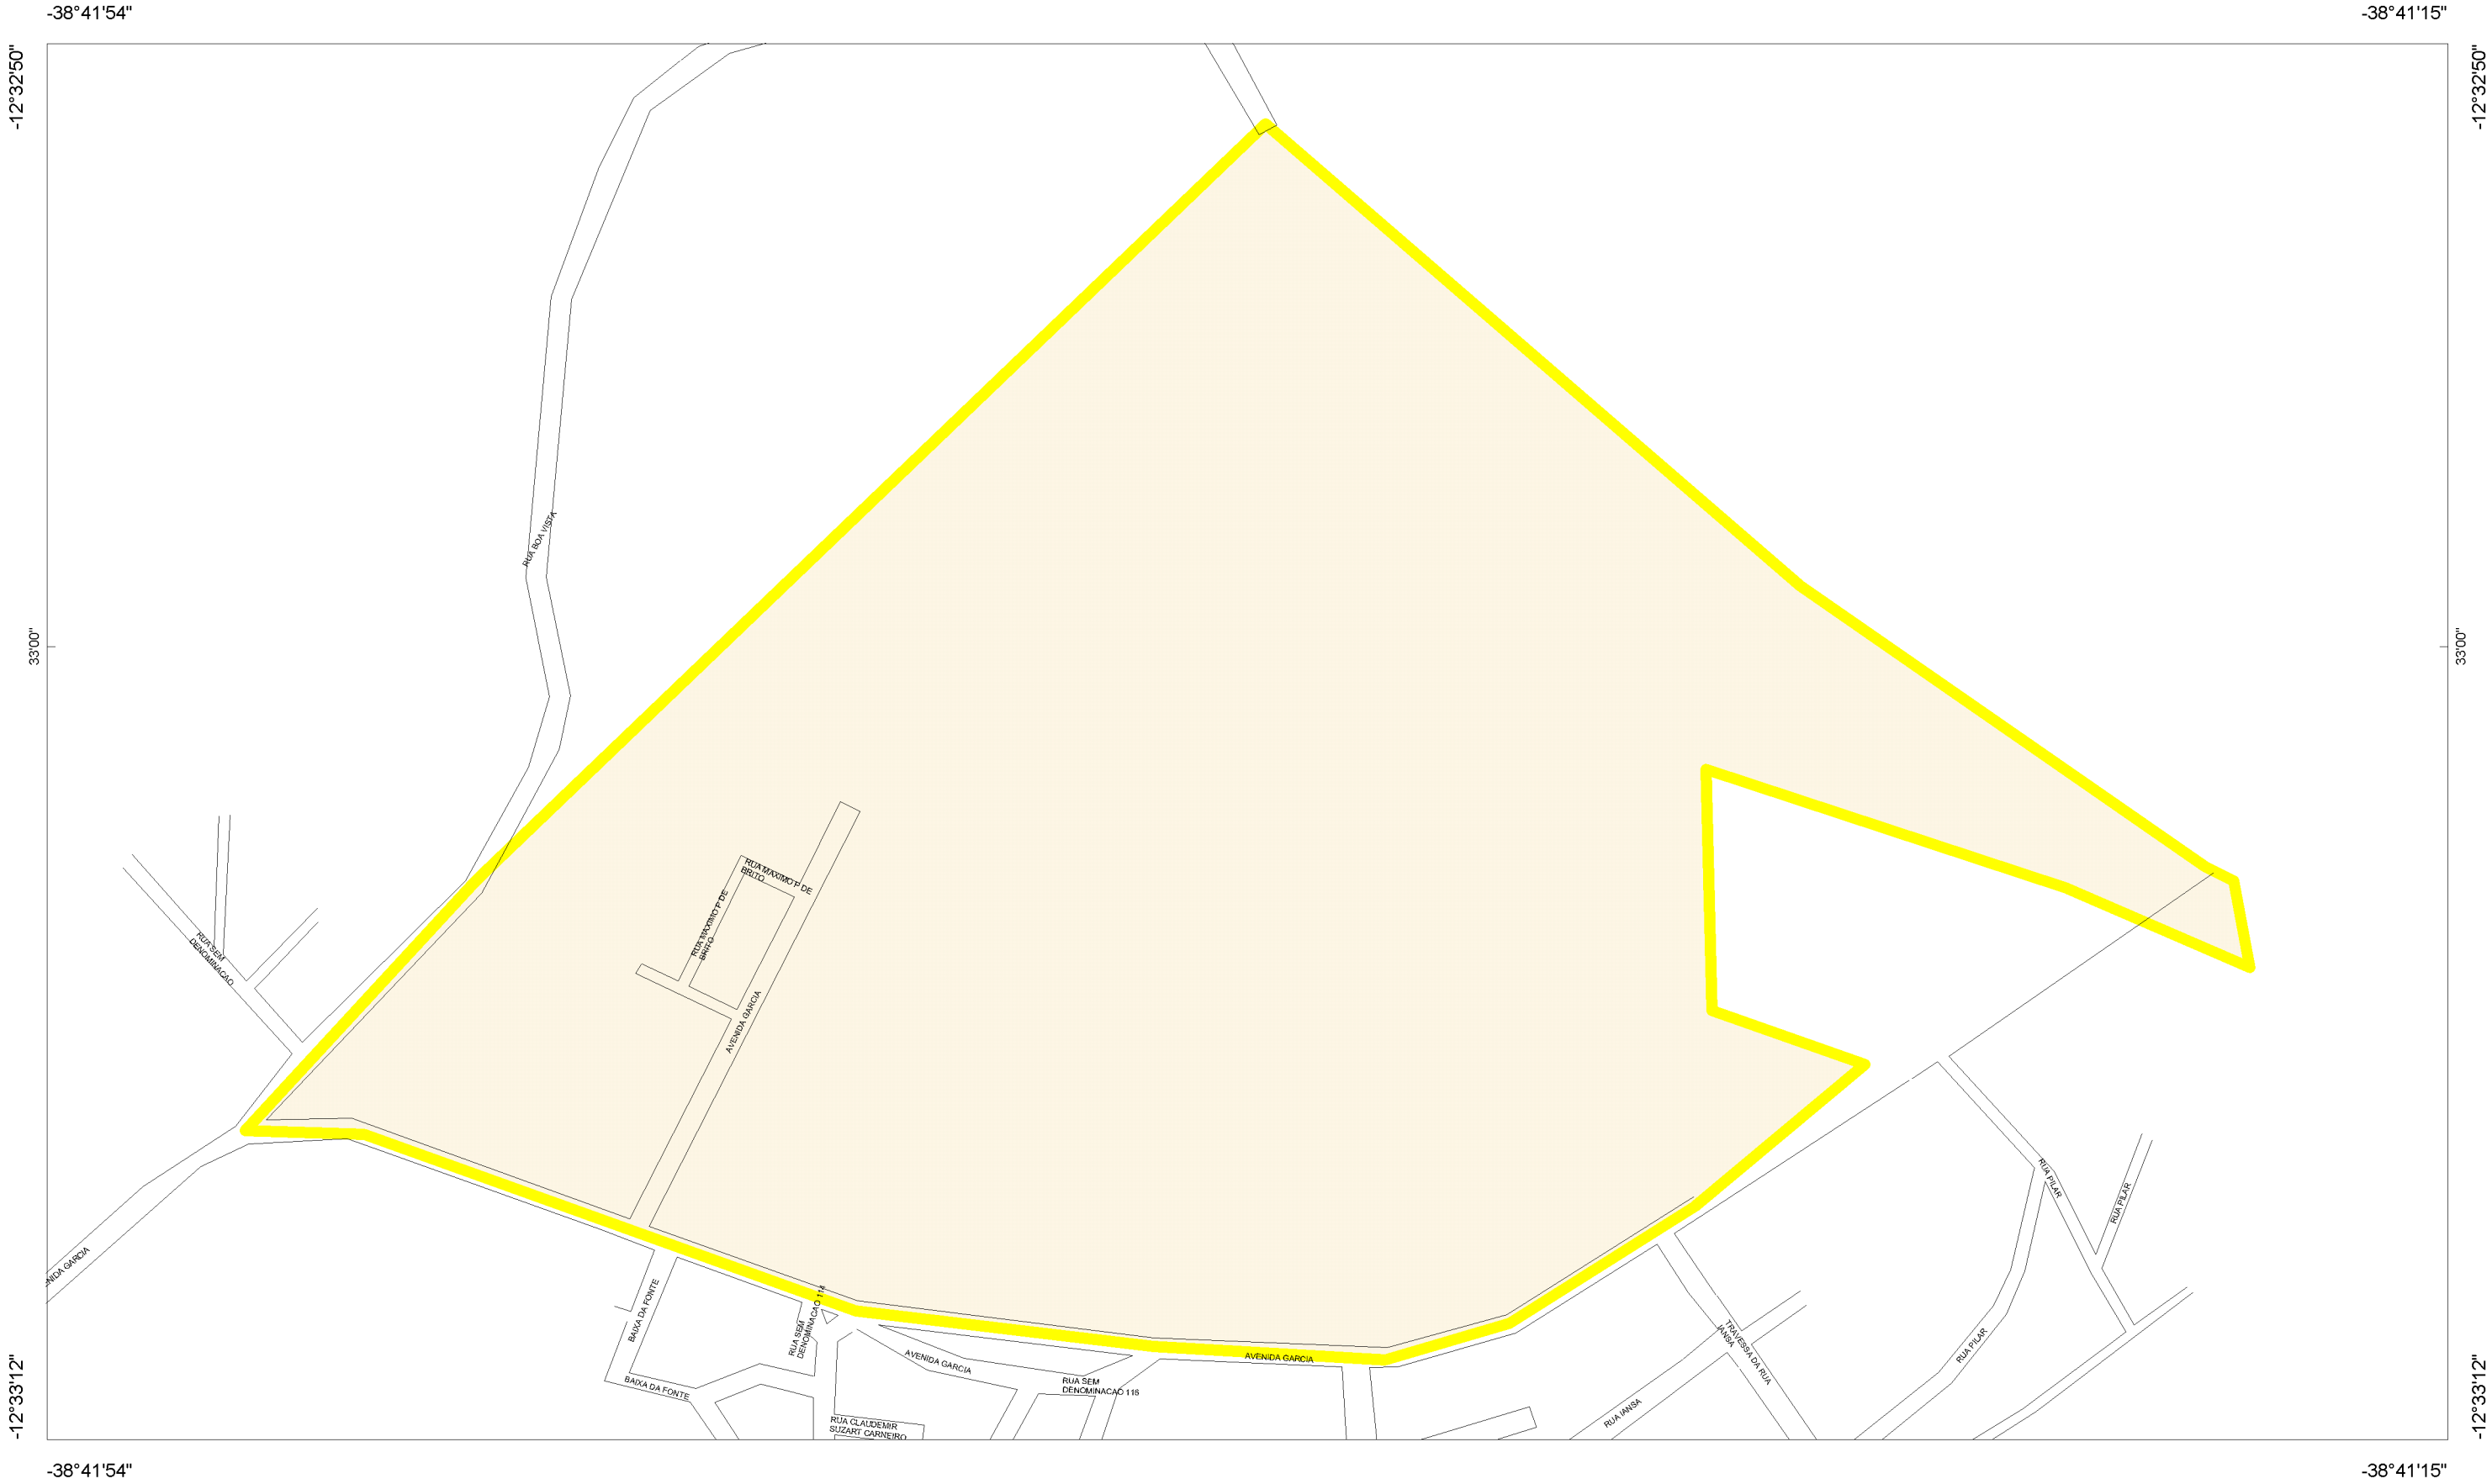 -38°41'54"
-38°41'15"
-12°32'50"
-12°32'50"
RUA BOA VISTA
33'00"
33'00"
RUA MAXIMO P DE
BRITO
RUA MAXIMO P DE
BRITO
RUA SEM
DENOMINACAO
AVENIDA GARCIA
RUA PILAR
RUA PILAR
ENIDA GARCIA
BAIXA DA FONTE
RUA SEM
DENOMINACAO 114
AVENIDA GARCIA
AVENIDA GARCIA
TRAVESSA DA RUA
IANSA
RUA PILAR
BAIXA DA FONTE
RUA SEM
DENOMINACAO 116
RUA IANSA
RUA CLAUDEMIR
SUZART CARNEIRO
-12°33'12"
-12°33'12"
-38°41'54"
-38°41'15"